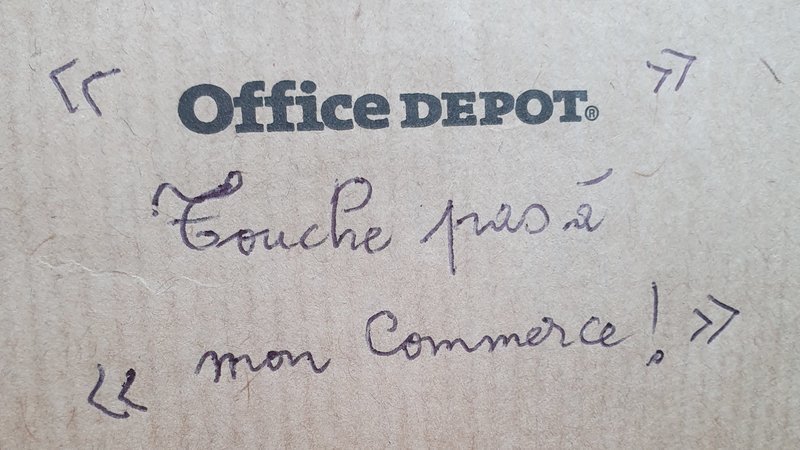 « Office DEPOT® »
Touche pas á
« mon Commerce ! »